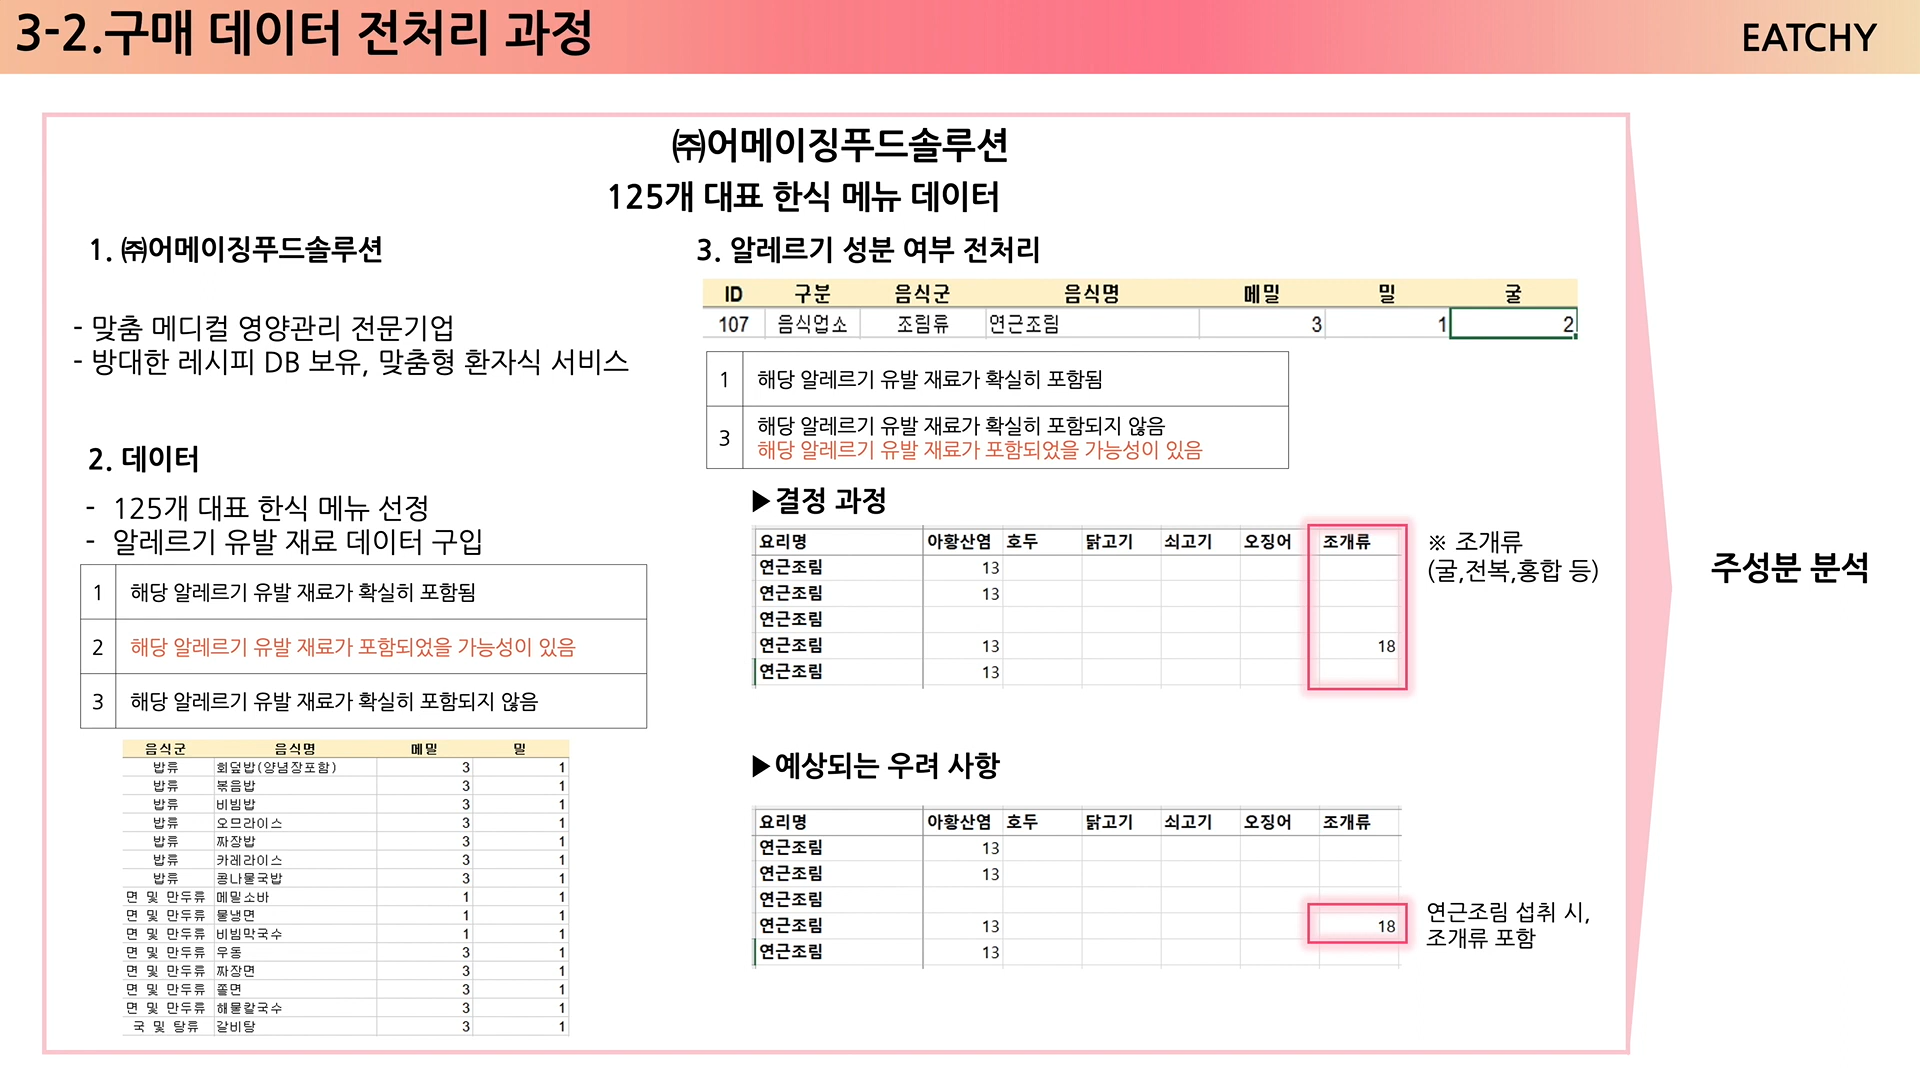 3-2.구매 데이터 전처리 과정
EATCHY
㈜어메이징푸드솔루션
125개 대표 한식 메뉴 데이터
1. ㈜어메이징푸드솔루션
- 맞춤 메디컬 영양관리 전문기업
- 방대한 레시피 DB 보유, 맞춤형 환자식 서비스
2. 데이터
- 125개 대표 한식 메뉴 선정
- 알레르기 유발 재료 데이터 구입
1 해당 알레르기 유발 재료가 확실히 포함됨
2 해당 알레르기 유발 재료가 포함되었을 가능성이 있음
3 해당 알레르기 유발 재료가 확실히 포함되지 않음
음식군 음식명 메밀 밀
밥류 회덮밥(양념장포함) 3 1
밥류 볶음밥 3 1
밥류 비빔밥 3 1
밥류 오므라이스 3 1
밥류 짜장밥 3 1
밥류 카레라이스 3 1
밥류 콩나물국밥 3 1
면 및 만두류 메밀소바 1 1
면 및 만두류 물냉면 1 1
면 및 만두류 비빔막국수 1 1
면 및 만두류 우동 3 1
면 및 만두류 짜장면 3 1
면 및 만두류 쫄면 3 1
면 및 만두류 해물칼국수 3 1
국 및 탕류 갈비탕 3 1
3. 알레르기 성분 여부 전처리
ID 구분 음식군 음식명 메밀 밀 굴
107 음식업소 조림류 연근조림 3 1 2
1 해당 알레르기 유발 재료가 확실히 포함됨
3 해당 알레르기 유발 재료가 확실히 포함되지 않음
해당 알레르기 유발 재료가 포함되었을 가능성이 있음
▶결정 과정
요리명 아황산염 호두 닭고기 쇠고기 오징어 조개류
연근조림 13
연근조림 13
연근조림
연근조림 13 18
연근조림 13
※ 조개류
(굴,전복,홍합 등)
▶예상되는 우려 사항
요리명 아황산염 호두 닭고기 쇠고기 오징어 조개류
연근조림 13
연근조림 13
연근조림
연근조림 13 18
연근조림 13
연근조림 섭취 시,
조개류 포함
주성분 분석